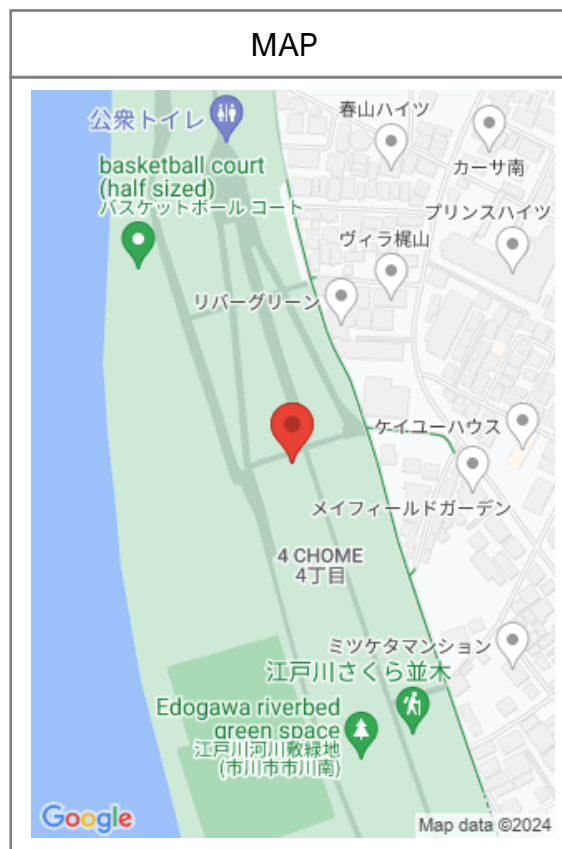 MAP
公衆トイレ
春山ハイツ
カーサ南
basketball court
(half sized)
バスケットボール コート
プリンスハイツ
ヴィラ梶山
リバーグリーン
ケイユーハウス
メイフィールドガーデン
4 CHOME
4丁目
ミツケタマンション
江戸川さくら並木
Edogawa riverbed
green space
江戸川河川敷緑地
(市川市市川南)
Google
Map data ©2024